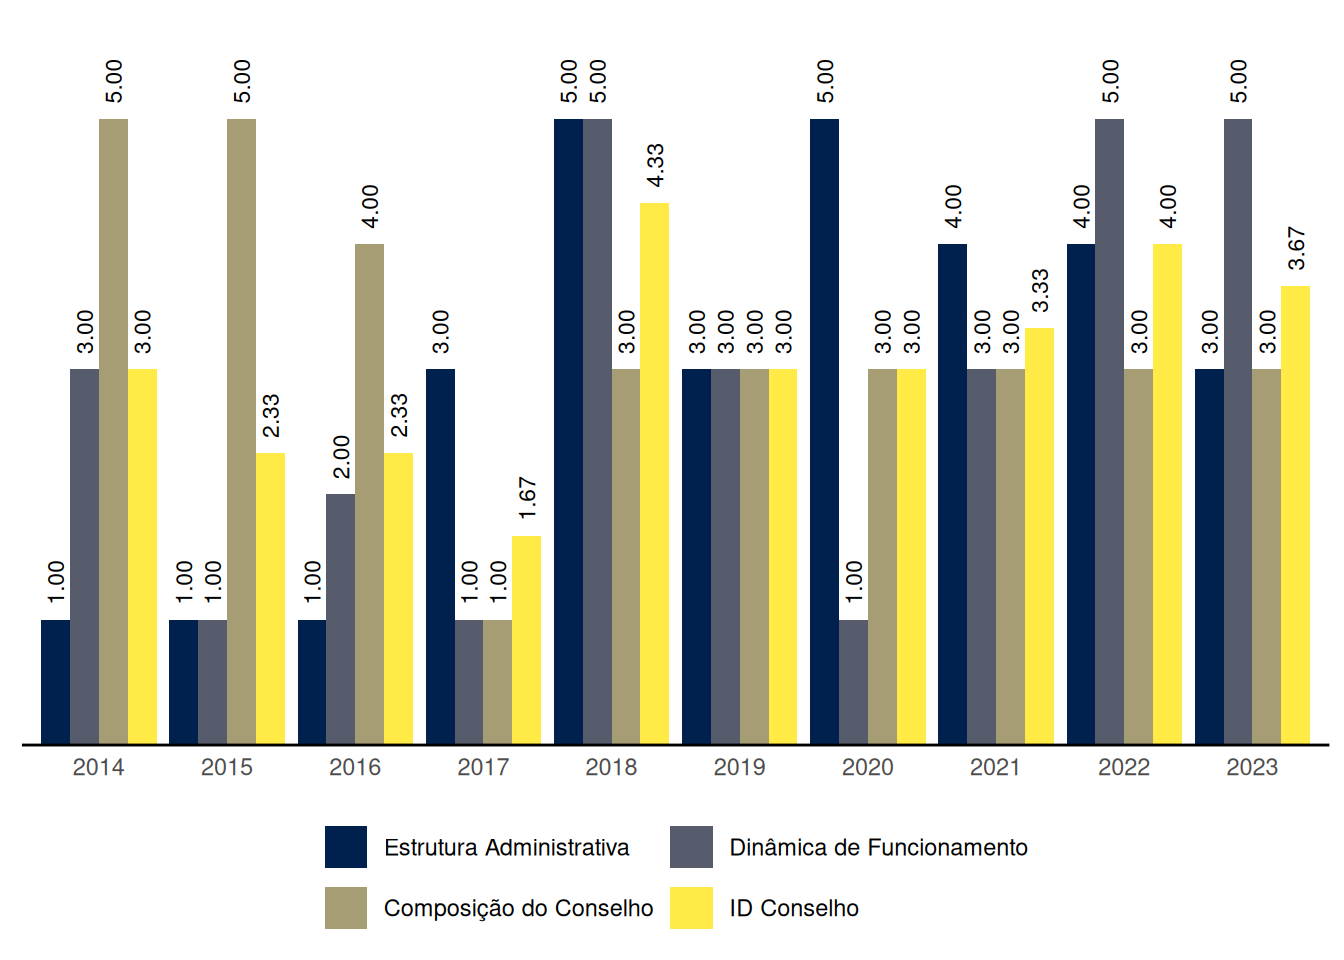 1.00 3.00 5.00 3.00 1.00 1.00 5.00 2.33 1.00 2.00 4.00 2.33 3.00 1.00 1.00 1.67 5.00 5.00 3.00 4.33 3.00 3.00 3.00 3.00 5.00 1.00 3.00 3.00 4.00 3.00 3.00 3.33 4.00 5.00 3.00 4.00 3.00 5.00 3.00 3.67
2014 2015 2016 2017 2018 2019 2020 2021 2022 2023
Estrutura Administrativa Dinâmica de Funcionamento
Composição do Conselho ID Conselho